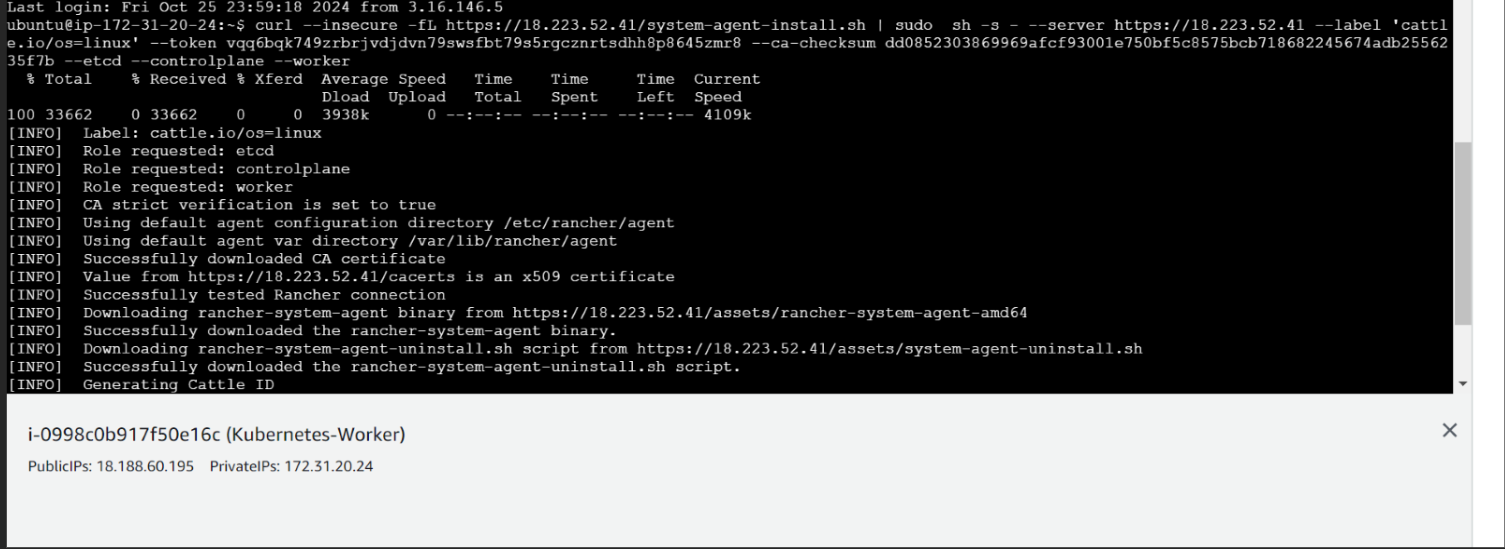 Last login: Fri Oct 25 23:59:18 2024 from 3.16.146.5
ubuntu@ip-172-31-20-24:~$ curl --insecure -fL https://18.223.52.41/system-agent-install.sh | sudo  sh -s - --server https://18.223.52.41 --label 'cattl
e.io/os=linux' --token vqq6bqk749zrbrjvdjdvn79swsfbt79s5rgcznrtsdhh8p8645zmr8 --ca-checksum dd0852303869969afcf93001e750bf5c8575bcb718682245674adb25562
35f7b --etcd --controlplane --worker
  % Total    % Received % Xferd  Average Speed   Time    Time     Time  Current
                                 Dload  Upload   Total   Spent    Left  Speed
100 33662    0 33662    0     0  3938k      0 --:--:-- --:--:-- --:--:-- 4109k
[INFO]  Label: cattle.io/os=linux
[INFO]  Role requested: etcd
[INFO]  Role requested: controlplane
[INFO]  Role requested: worker
[INFO]  CA strict verification is set to true
[INFO]  Using default agent configuration directory /etc/rancher/agent
[INFO]  Using default agent var directory /var/lib/rancher/agent
[INFO]  Successfully downloaded CA certificate
[INFO]  Value from https://18.223.52.41/cacerts is an x509 certificate
[INFO]  Successfully tested Rancher connection
[INFO]  Downloading rancher-system-agent binary from https://18.223.52.41/assets/rancher-system-agent-amd64
[INFO]  Successfully downloaded the rancher-system-agent binary.
[INFO]  Downloading rancher-system-agent-uninstall.sh script from https://18.223.52.41/assets/system-agent-uninstall.sh
[INFO]  Successfully downloaded the rancher-system-agent-uninstall.sh script.
[INFO]  Generating Cattle ID
i-0998c0b917f50e16c (Kubernetes-Worker)
PublicIPs: 18.188.60.195 PrivateIPs: 172.31.20.24